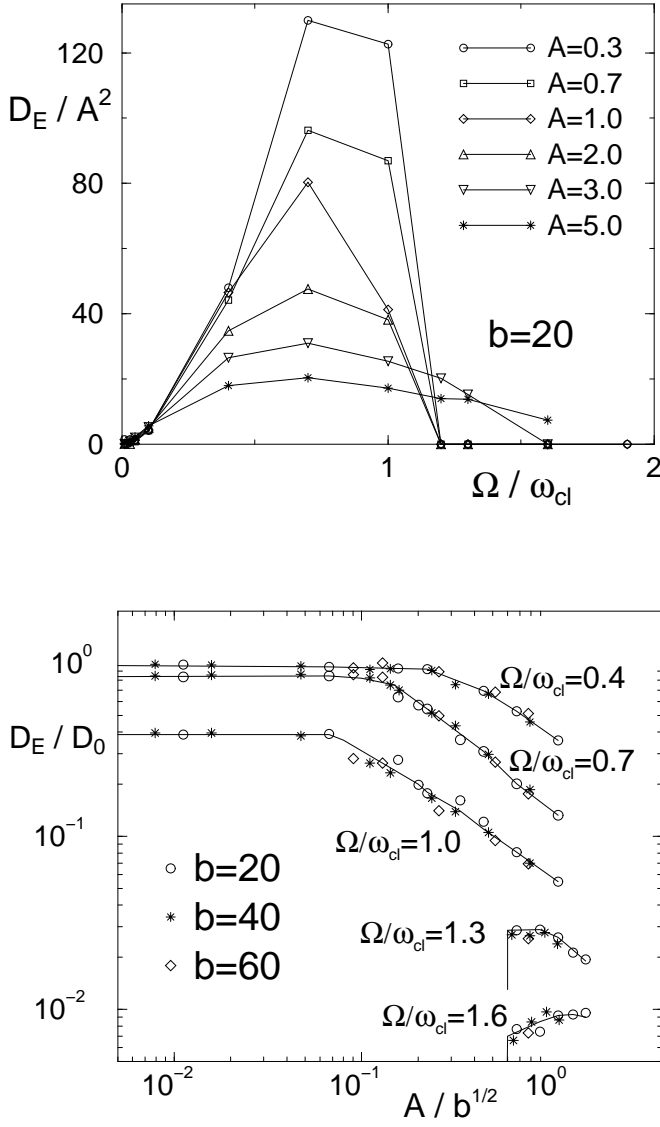 120
80
40
0
D_E / A^2
A=0.3
A=0.7
A=1.0
A=2.0
A=3.0
A=5.0
b=20
0 1 2
Ω / ω_cl
10^0
10^-1
10^-2
D_E / D_0
Ω/ω_cl=0.4
Ω/ω_cl=0.7
Ω/ω_cl=1.0
Ω/ω_cl=1.3
Ω/ω_cl=1.6
b=20
b=40
b=60
10^-2 10^-1 10^0
A / b^1/2